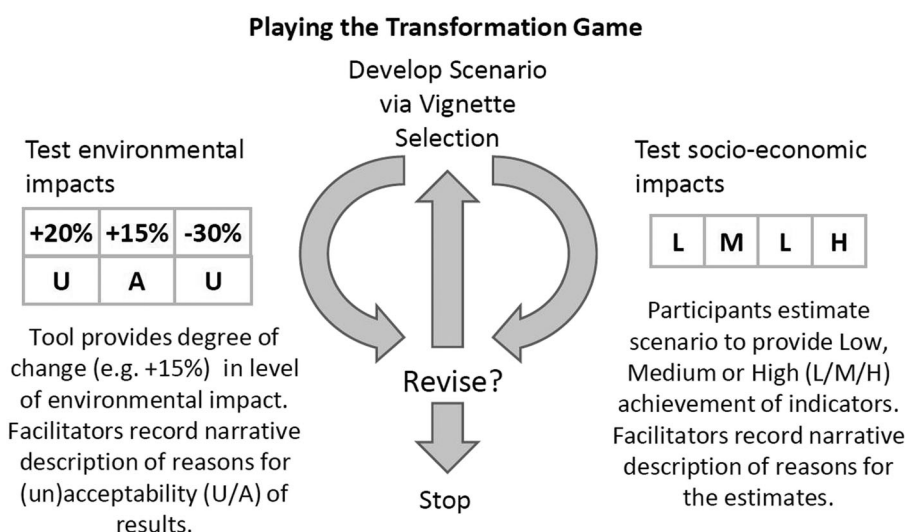 Playing the Transformation Game
Develop Scenario
via Vignette
Selection
Test environmental
impacts
+20% +15% -30%
U A U
Tool provides degree of
change (e.g. +15%) in level
of environmental impact.
Facilitators record narrative
description of reasons for
(un)acceptability (U/A) of
results.
Revise?
Stop
Test socio-economic
impacts
L M L H
Participants estimate
scenario to provide Low,
Medium or High (L/M/H)
achievement of indicators.
Facilitators record narrative
description of reasons for
the estimates.